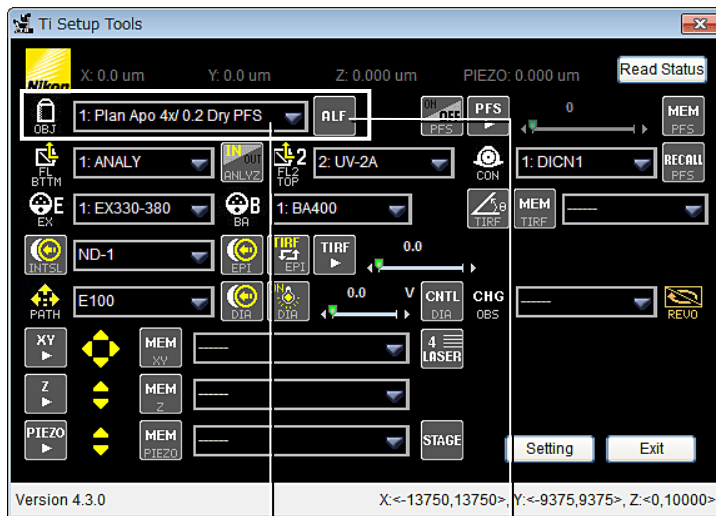 Ti Setup Tools
Nikon X: 0.0 um Y: 0.0 um Z: 0.000 um PIEZO: 0.000 um Read Status
OBJ 1: Plan Apo 4x/ 0.2 Dry PFS ALF ON OFF PFS PFS 0 MEM PFS
FL BTTM 1: ANALY IN OUT ANLYZ 2 FL2 TOP 2: UV-2A CON 1: DICN1 RECALL PFS
E EX 1: EX330-380 B BA 1: BA400 θ TIRF MEM TIRF -----
INTSL ND-1 EPI TIRF EPI TIRF 0.0
PATH E100 DIA DIA 0.0 V CNTL DIA CHG OBS ----- REVO
XY MEM XY ----- 4 LASER
Z MEM Z -----
PIEZO MEM PIEZO ----- STAGE Setting Exit
Version 4.3.0 X:<-13750,13750>, Y:<-9375,9375>, Z:<0,10000>